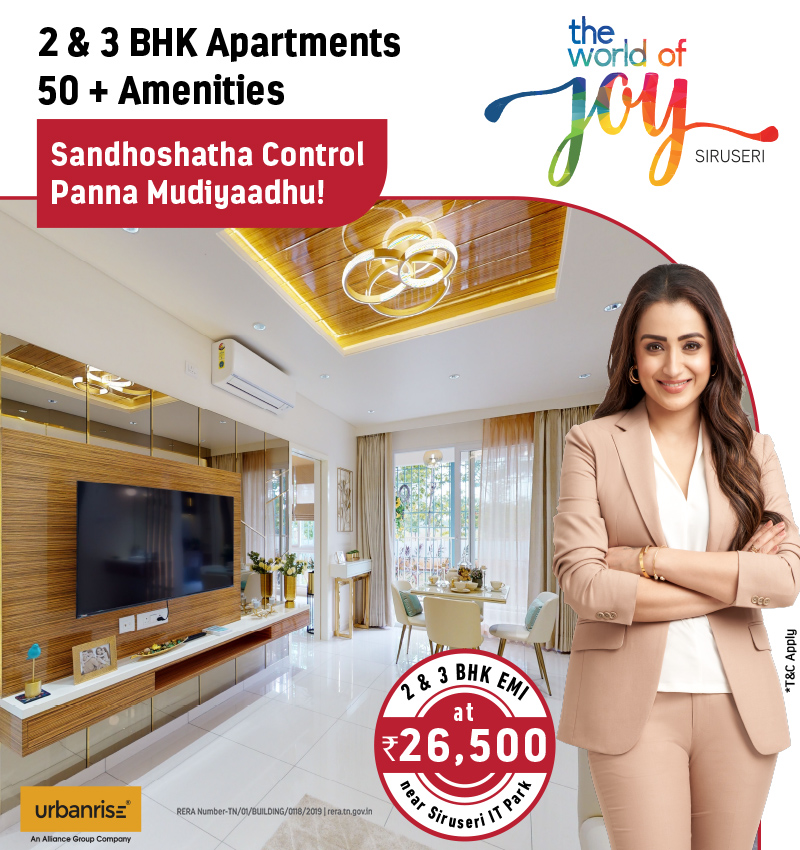 2 & 3 BHK Apartments
50 + Amenities
Sandhoshatha Control
Panna Mudiyaadhu!
the
world of
joy
SIRUSERI
2 & 3 BHK EMI
at
₹26,500
near Siruseri IT Park
*T&C Apply
urbanrise®
An Alliance Group Company
RERA Number-TN/01/BUILDING/0118/2019 | rera.tn.gov.in